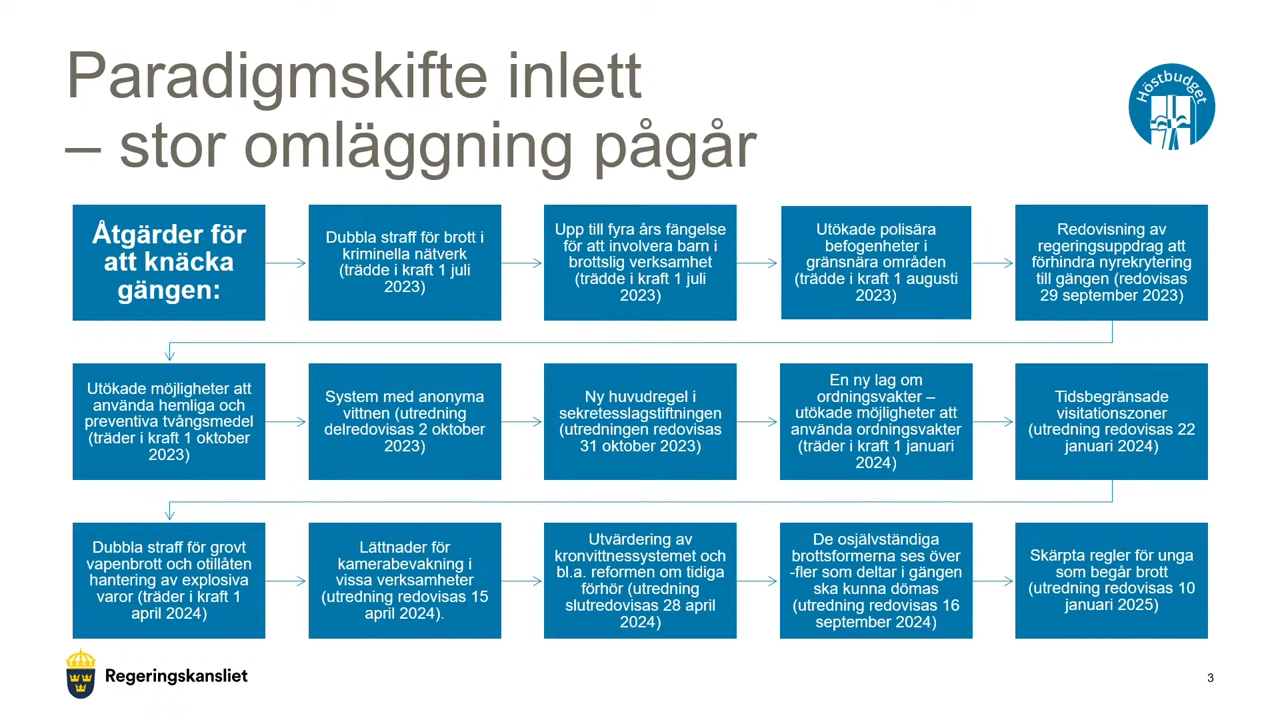 Paradigmskifte inlett
– stor omläggning pågår
Höstbudget
Åtgärder för
att knäcka
gängen:
Dubbla straff för brott i
kriminella nätverk
(trädde i kraft 1 juli
2023)
Upp till fyra års fängelse
för att involvera barn i
brottslig verksamhet
(trädde i kraft 1 juli
2023)
Utökade polisära
befogenheter i
gränsnära områden
(trädde i kraft 1 augusti
2023)
Redovisning av
regeringsuppdrag att
förhindra nyrekrytering
till gängen (redovisas
29 september 2023)
Utökade möjligheter att
använda hemliga och
preventiva tvångsmedel
(träder i kraft 1 oktober
2023)
System med anonyma
vittnen (utredning
delredovisas 2 oktober
2023)
Ny huvudregel i
sekretesslagstiftningen
(utredningen redovisas
31 oktober 2023)
En ny lag om
ordningsvakter –
utökade möjligheter att
använda ordningsvakter
(träder i kraft 1 januari
2024)
Tidsbegränsade
visitationszoner
(utredning redovisas 22
januari 2024)
Dubbla straff för grovt
vapenbrott och otillåten
hantering av explosiva
varor (träder i kraft 1
april 2024)
Lättnader för
kamerabevakning i
vissa verksamheter
(utredning redovisas 15
april 2024).
Utvärdering av
kronvittnessystemet och
bl.a. reformen om tidiga
förhör (utredning
slutredovisas 28 april
2024)
De osjälvständiga
brottsformerna ses över
-fler som deltar i gängen
ska kunna dömas
(utredning redovisas 16
september 2024)
Skärpta regler för unga
som begår brott
(utredning redovisas 10
januari 2025)
Regeringskansliet
3